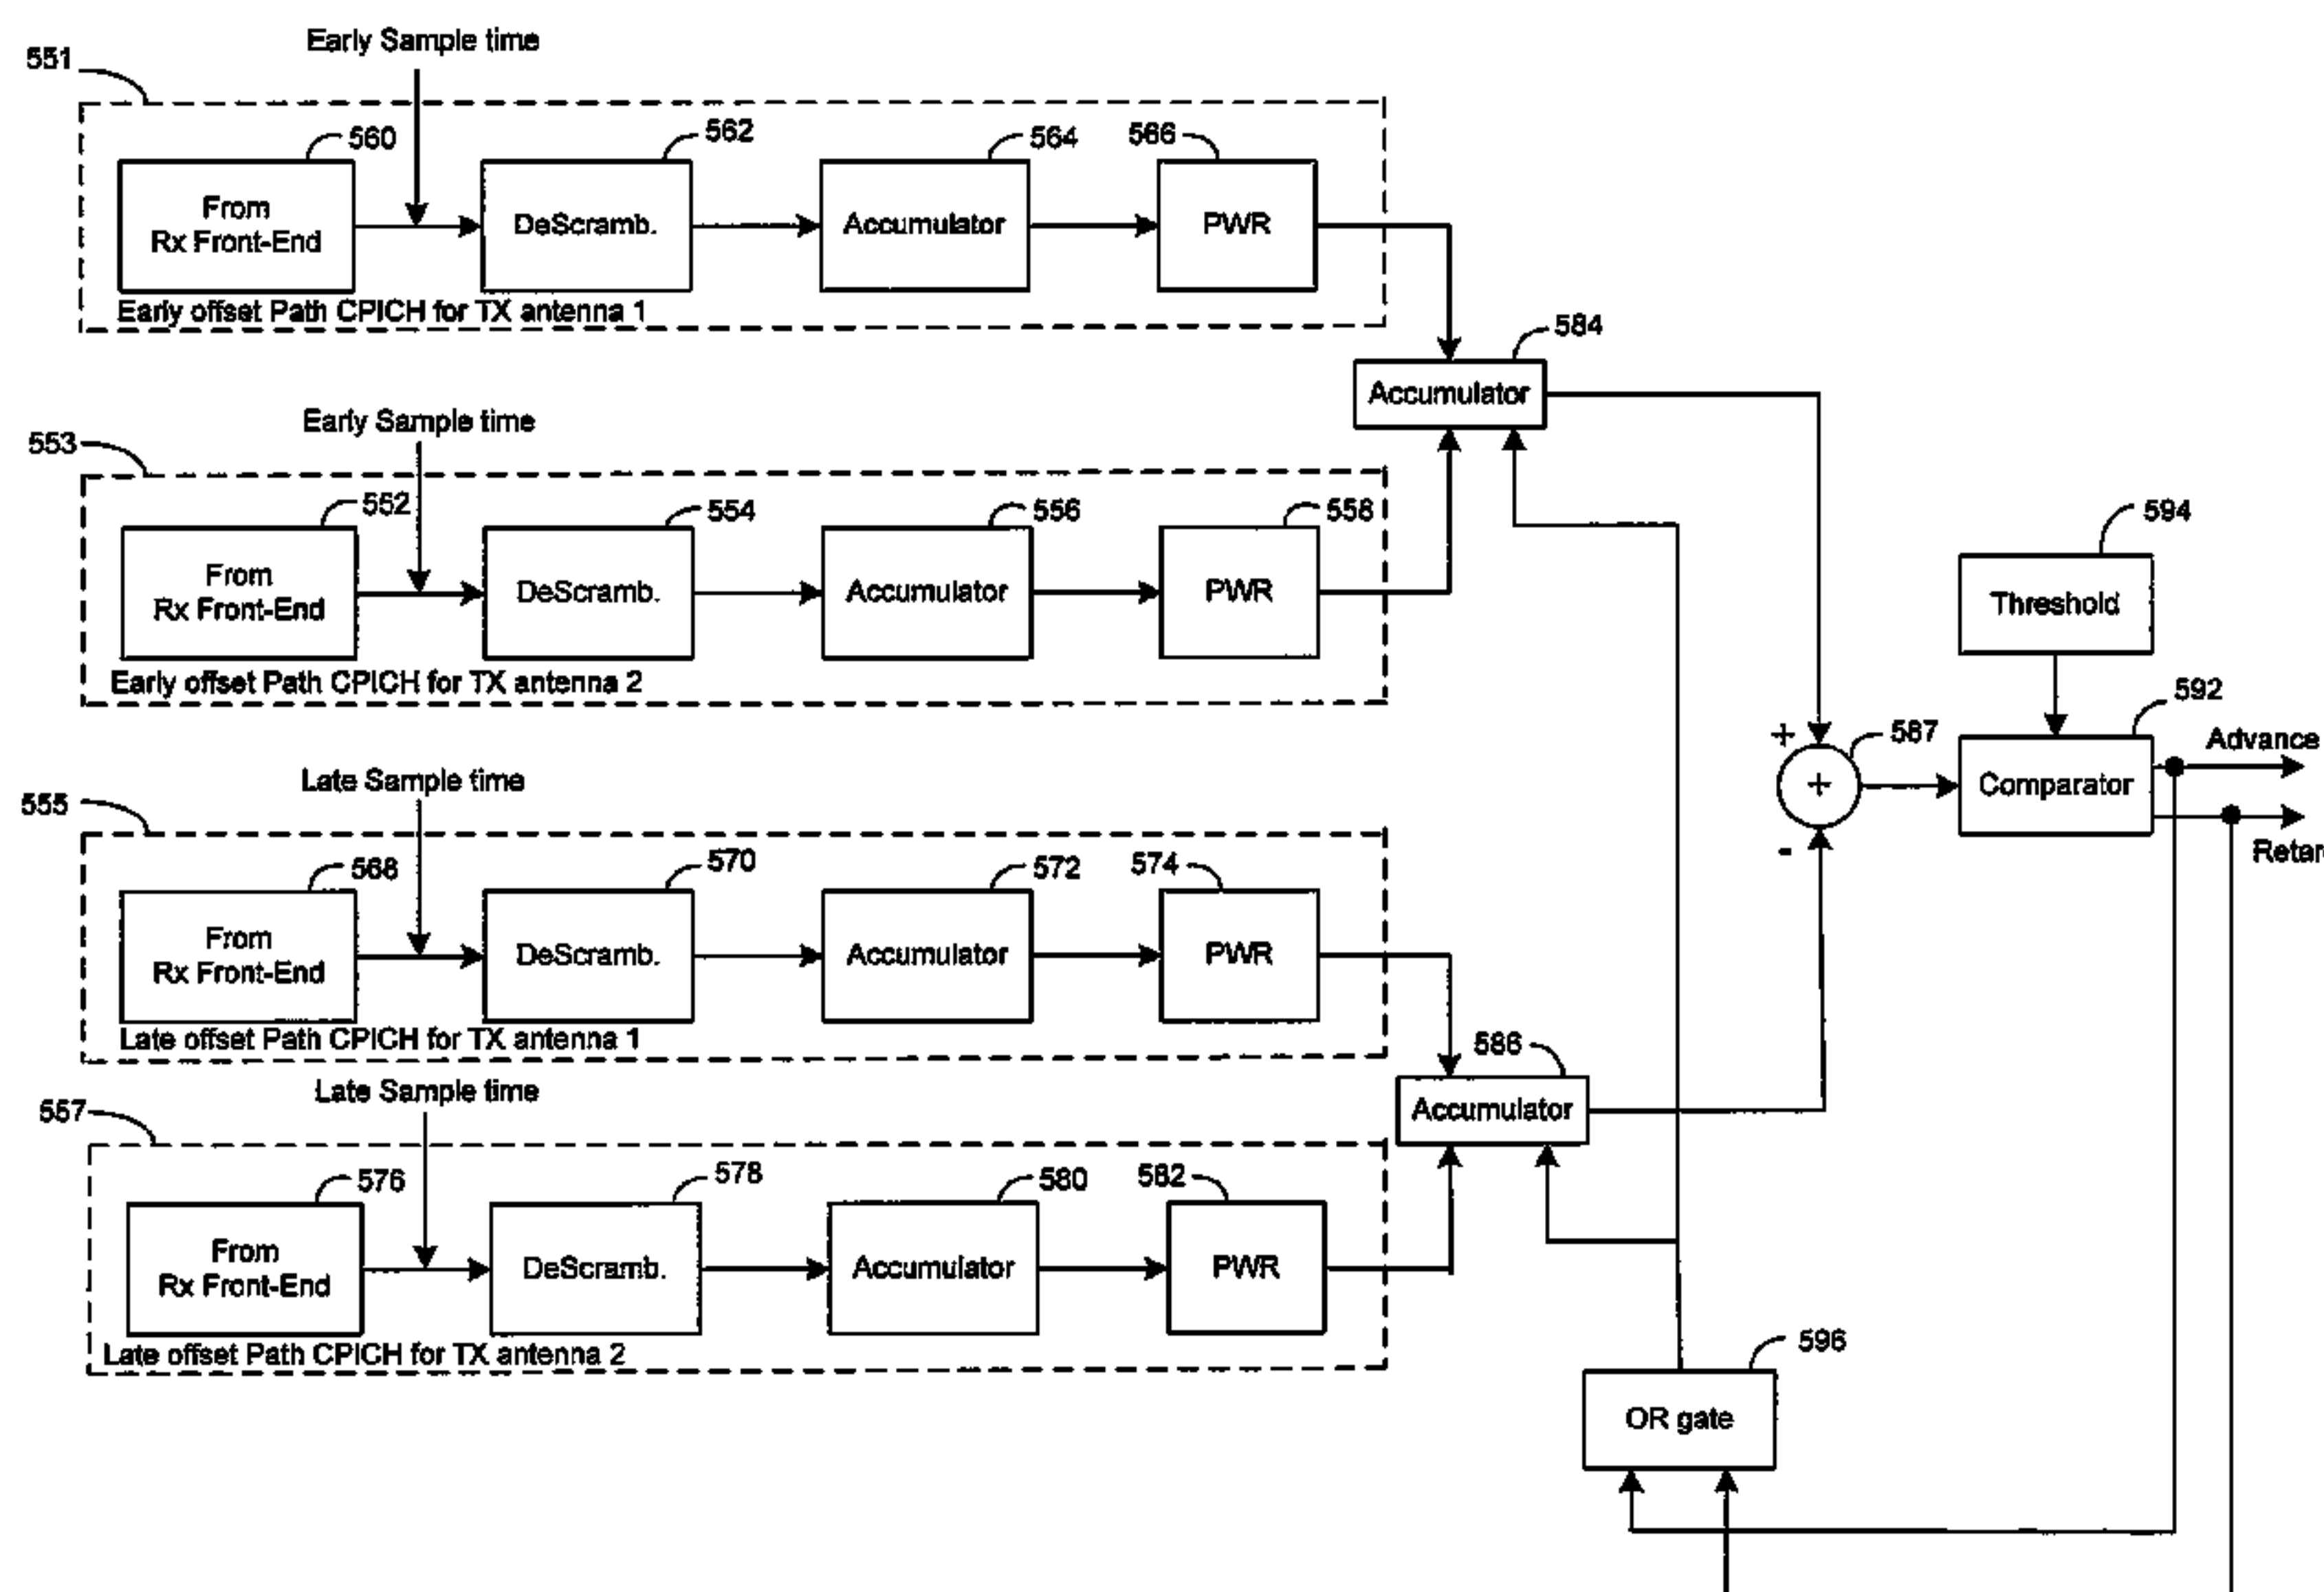 Early Sample time
551
560
562
564
566
From
Rx Front-End
DeScramb.
Accumulator
PWR
Early offset Path CPICH for TX antenna 1
584
Accumulator
Early Sample time
553
552
554
556
558
From
Rx Front-End
DeScramb.
Accumulator
PWR
Early offset Path CPICH for TX antenna 2
594
Threshold
592
+
587
+
-
Comparator
Advance
Retar
Late Sample time
555
568
570
572
574
From
Rx Front-End
DeScramb.
Accumulator
PWR
Late offset Path CPICH for TX antenna 1
586
Accumulator
Late Sample time
557
576
578
580
582
From
Rx Front-End
DeScramb.
Accumulator
PWR
Late offset Path CPICH for TX antenna 2
596
OR gate